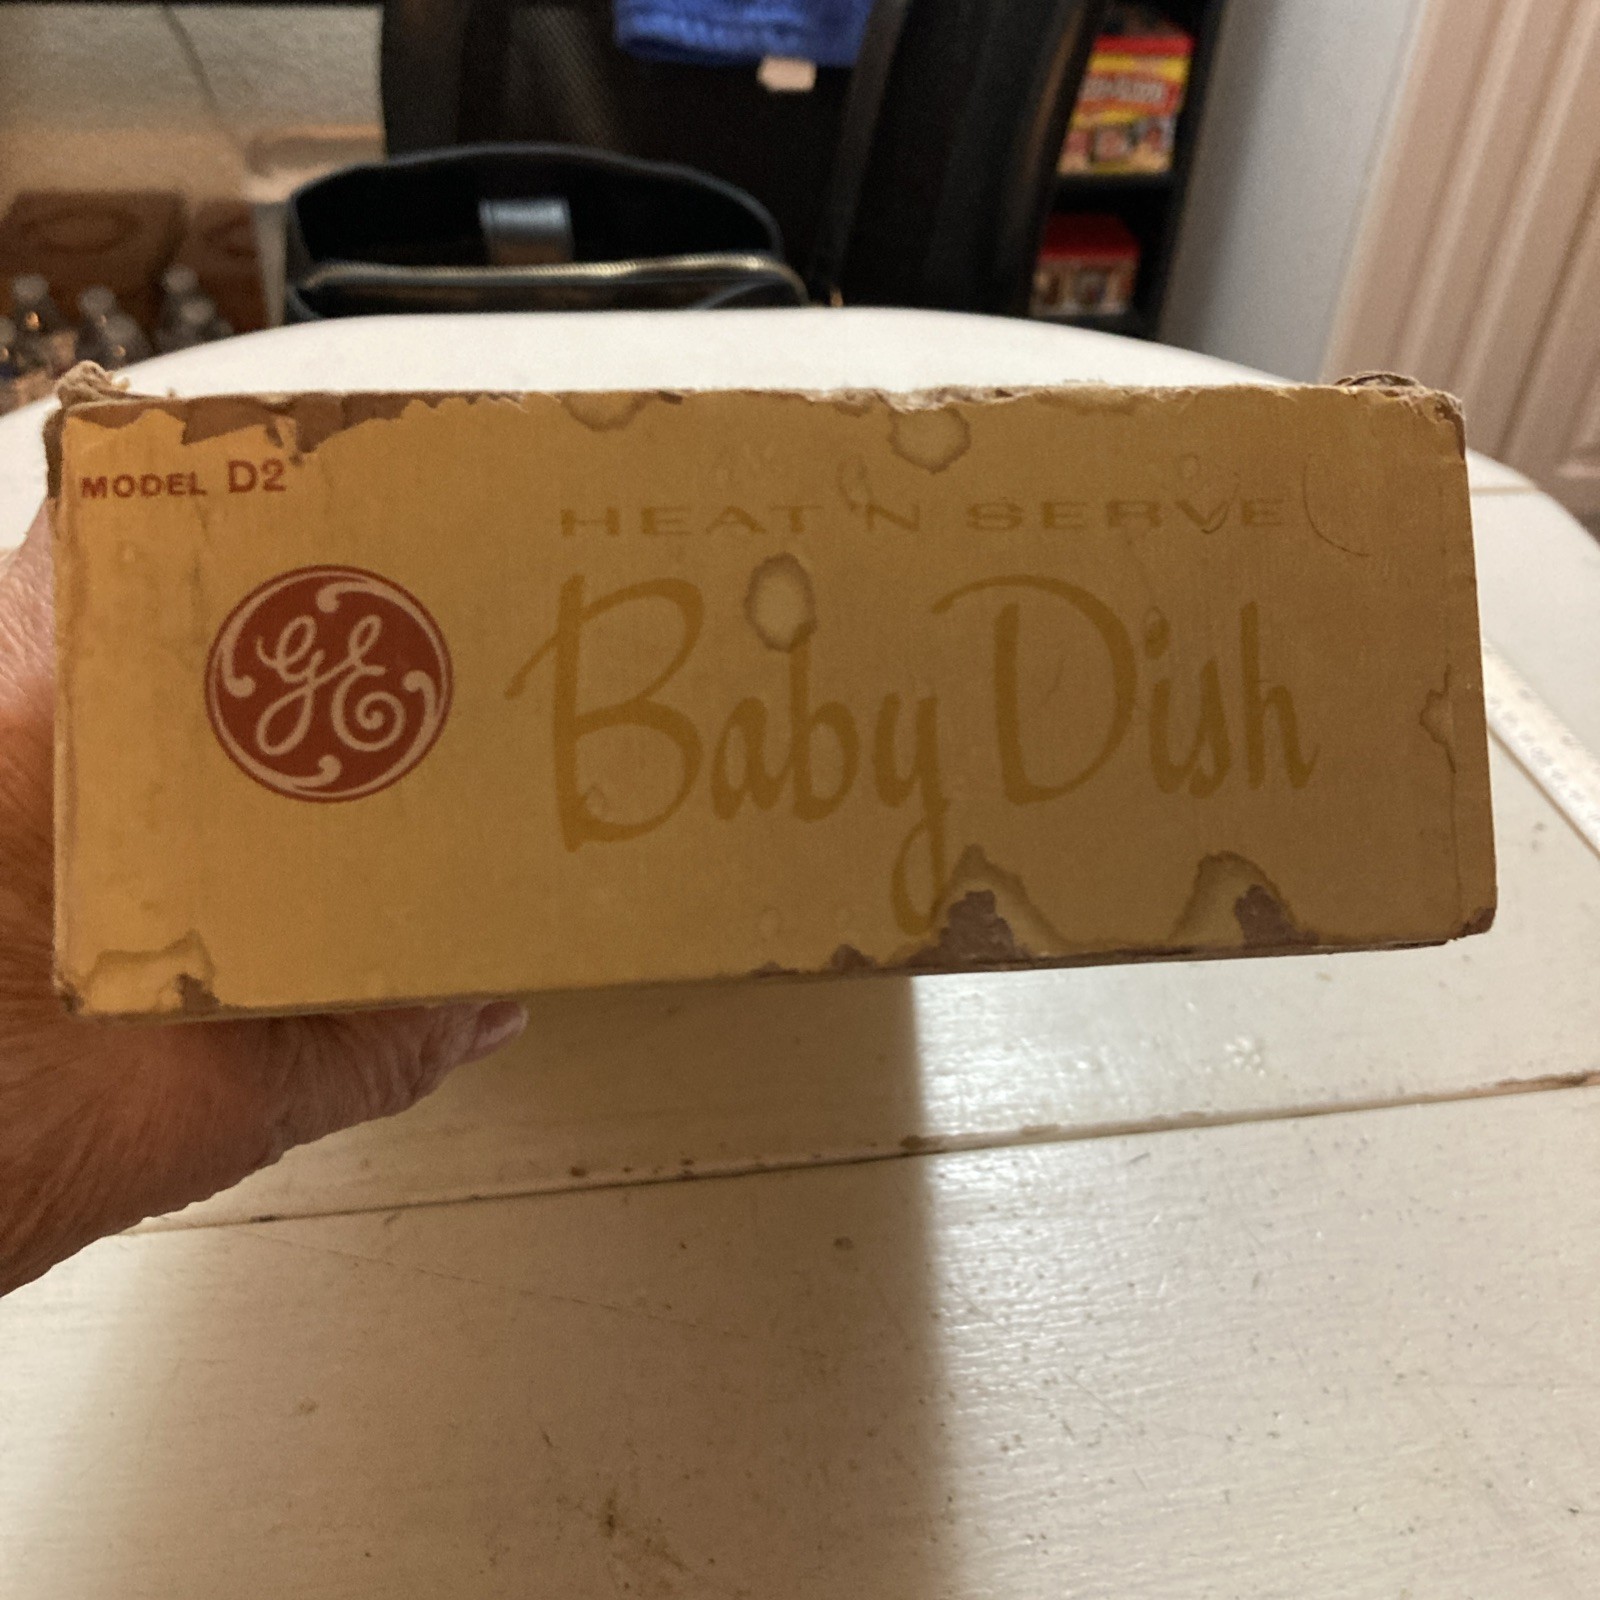 MODEL D2
HEAT 'N SERVE
GE
Baby Dish